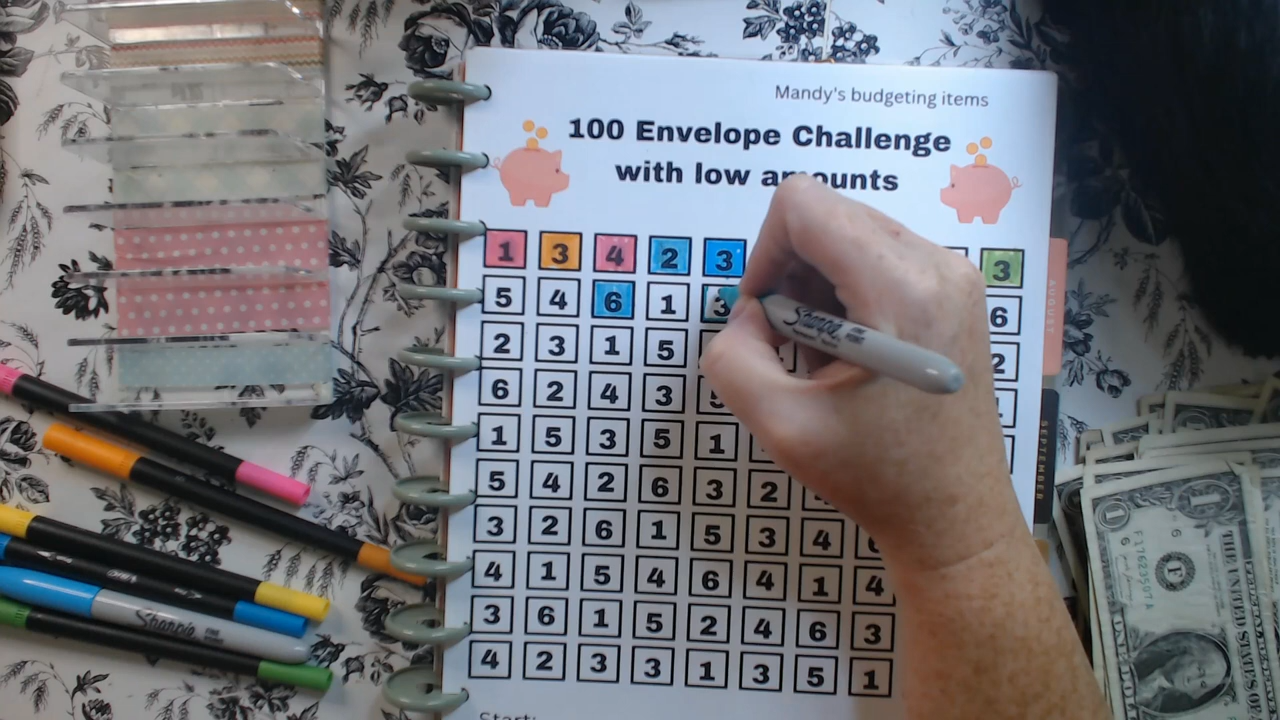 Mandy's budgeting items
100 Envelope Challenge
with low amounts
1 3 4 2 3 3
5 4 6 1 3 6
2 3 1 5 2
6 2 4 3 5
1 5 3 5 1
5 4 2 6 3 2
3 2 6 1 5 3 4
4 1 5 4 6 4 1 4
3 6 1 5 2 4 6 3
4 2 3 3 1 3 5 1
Start:
Sharpie
Sharpie
AUGUST
SEPTEMBER